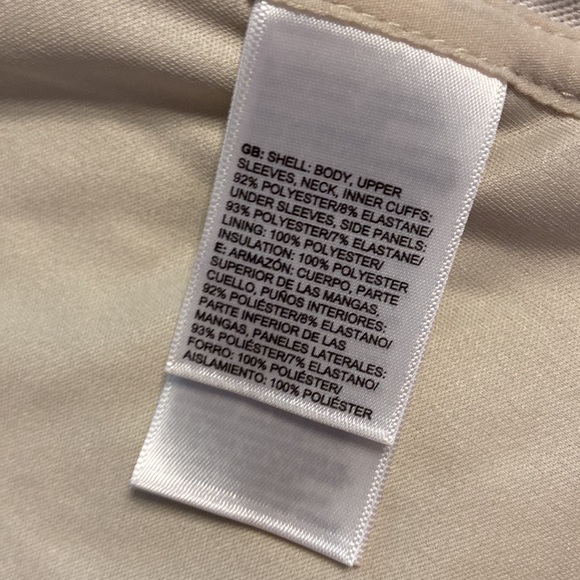 GB: SHELL: BODY, UPPER
SLEEVES, NECK, INNER CUFFS:
92% POLYESTER/8% ELASTANE/
UNDER SLEEVES, SIDE PANELS:
93% POLYESTER/7% ELASTANE/
LINING: 100% POLYESTER/
INSULATION: 100% POLYESTER
E: ARMAZÓN: CUERPO, PARTE
SUPERIOR DE LAS MANGAS,
CUELLO, PUÑOS INTERIORES:
92% POLIÉSTER/8% ELASTANO/
PARTE INFERIOR DE LAS
MANGAS, PANELES LATERALES:
93% POLIÉSTER/7% ELASTANO/
FORRO: 100% POLIÉSTER/
AISLAMIENTO: 100% POLIÉSTER